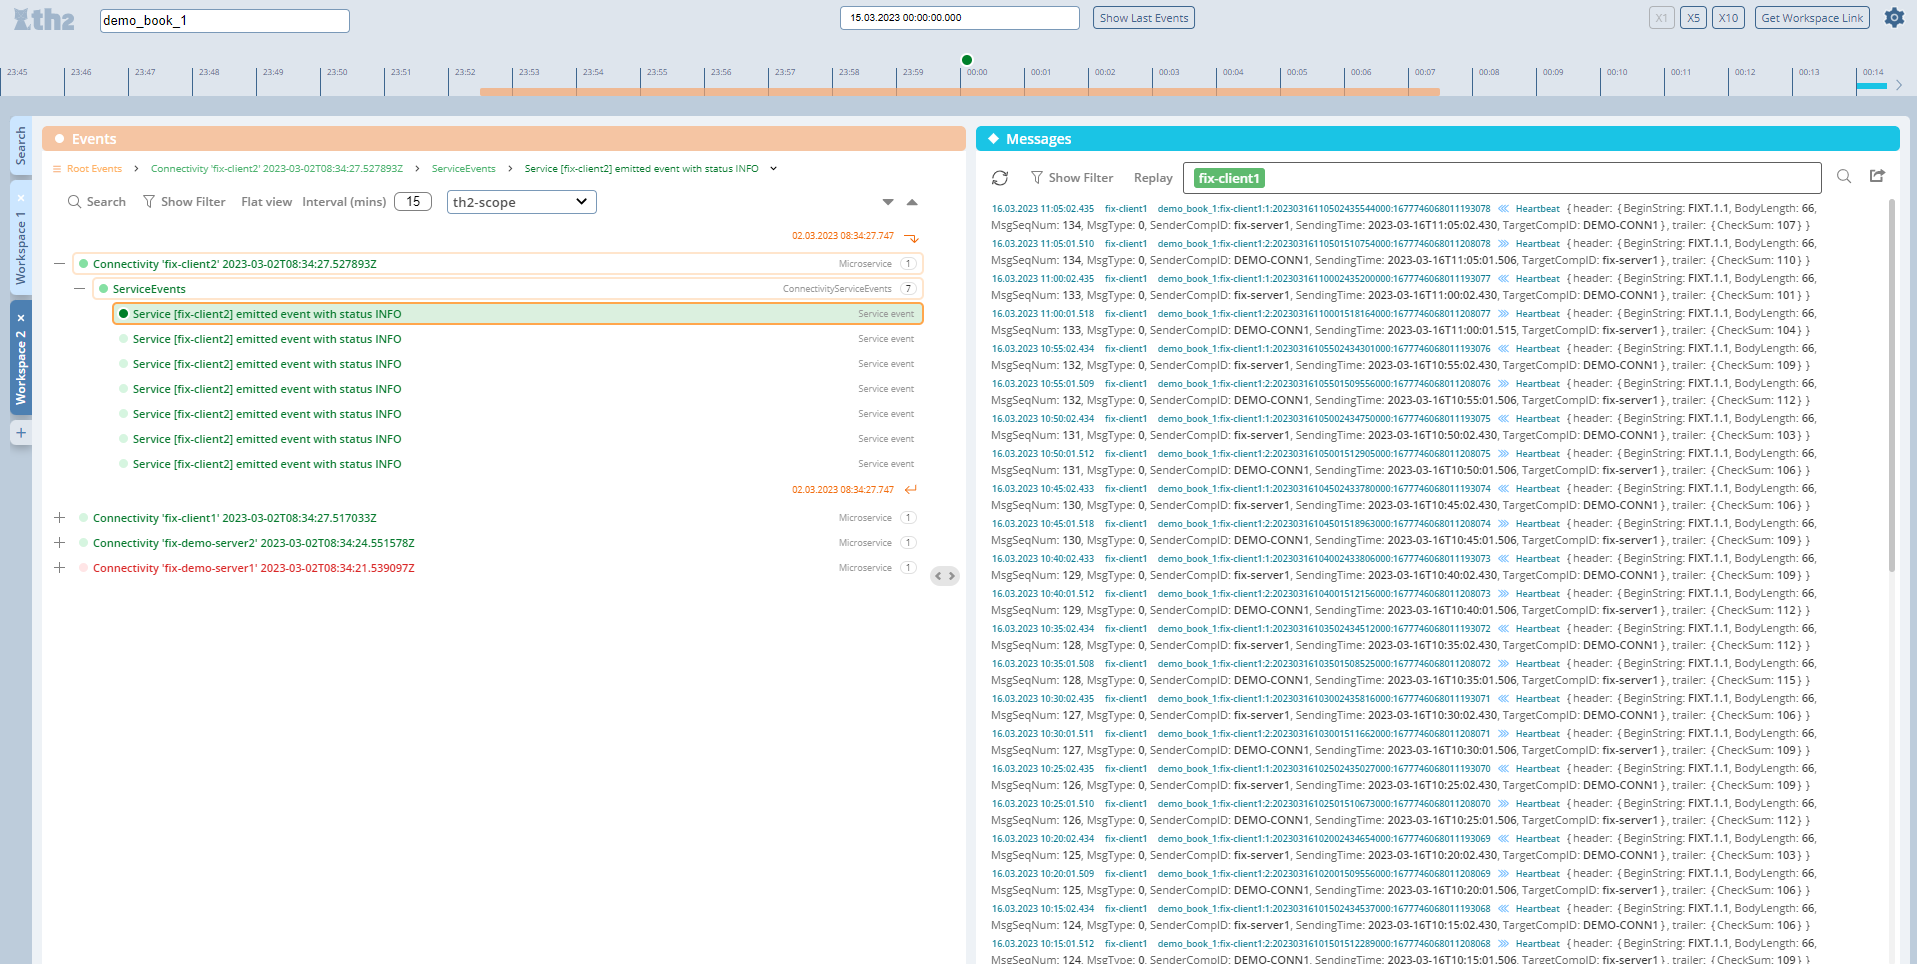 th2
demo_book_1
15.03.2023 00:00:00.000
Show Last Events
X1
X5
X10
Get Workspace Link
23:45 23:46 23:47 23:48 23:49 23:50 23:51 23:52 23:53 23:54 23:55 23:56 23:57 23:58 23:59 00:00 00:01 00:02 00:03 00:04 00:05 00:06 00:07 00:08 00:09 00:10 00:11 00:12 00:13 00:14
Search
Workspace 1
Workspace 2
Events
Root Events > Connectivity 'fix-client2' 2023-03-02T08:34:27.527893Z > ServiceEvents > Service [fix-client2] emitted event with status INFO
Search Show Filter Flat view Interval (mins) 15 th2-scope
02.03.2023 08:34:27.747
Connectivity 'fix-client2' 2023-03-02T08:34:27.527893Z Microservice 1
ServiceEvents ConnectivityServiceEvents 7
Service [fix-client2] emitted event with status INFO Service event
Service [fix-client2] emitted event with status INFO Service event
Service [fix-client2] emitted event with status INFO Service event
Service [fix-client2] emitted event with status INFO Service event
Service [fix-client2] emitted event with status INFO Service event
Service [fix-client2] emitted event with status INFO Service event
Service [fix-client2] emitted event with status INFO Service event
02.03.2023 08:34:27.747
Connectivity 'fix-client1' 2023-03-02T08:34:27.517033Z Microservice 1
Connectivity 'fix-demo-server2' 2023-03-02T08:34:24.551578Z Microservice 1
Connectivity 'fix-demo-server1' 2023-03-02T08:34:21.539097Z Microservice 1
Messages
Show Filter Replay fix-client1
16.03.2023 11:05:02.435 fix-client1 demo_book_1:fix-client1:1:20230316110502435544000:1677746068011193078 Heartbeat {header: {BeginString: FIXT.1.1, BodyLength: 66,
MsgSeqNum: 134, MsgType: 0, SenderCompID: fix-server1, SendingTime: 2023-03-16T11:05:02.430, TargetCompID: DEMO-CONN1}, trailer: {CheckSum: 107} }
16.03.2023 11:05:01.510 fix-client1 demo_book_1:fix-client1:2:20230316110501510754000:1677746068011208078 Heartbeat {header: {BeginString: FIXT.1.1, BodyLength: 66,
MsgSeqNum: 134, MsgType: 0, SenderCompID: DEMO-CONN1, SendingTime: 2023-03-16T11:05:01.506, TargetCompID: fix-server1}, trailer: {CheckSum: 110} }
16.03.2023 11:00:02.435 fix-client1 demo_book_1:fix-client1:1:20230316110002435200000:1677746068011193077 Heartbeat {header: {BeginString: FIXT.1.1, BodyLength: 66,
MsgSeqNum: 133, MsgType: 0, SenderCompID: fix-server1, SendingTime: 2023-03-16T11:00:02.430, TargetCompID: DEMO-CONN1}, trailer: {CheckSum: 101} }
16.03.2023 11:00:01.518 fix-client1 demo_book_1:fix-client1:2:20230316110001518164000:1677746068011208077 Heartbeat {header: {BeginString: FIXT.1.1, BodyLength: 66,
MsgSeqNum: 133, MsgType: 0, SenderCompID: DEMO-CONN1, SendingTime: 2023-03-16T11:00:01.515, TargetCompID: fix-server1}, trailer: {CheckSum: 104} }
16.03.2023 10:55:02.434 fix-client1 demo_book_1:fix-client1:1:20230316105502434301000:1677746068011193076 Heartbeat {header: {BeginString: FIXT.1.1, BodyLength: 66,
MsgSeqNum: 132, MsgType: 0, SenderCompID: fix-server1, SendingTime: 2023-03-16T10:55:02.430, TargetCompID: DEMO-CONN1}, trailer: {CheckSum: 109} }
16.03.2023 10:55:01.509 fix-client1 demo_book_1:fix-client1:2:20230316105501509556000:1677746068011208076 Heartbeat {header: {BeginString: FIXT.1.1, BodyLength: 66,
MsgSeqNum: 132, MsgType: 0, SenderCompID: DEMO-CONN1, SendingTime: 2023-03-16T10:55:01.506, TargetCompID: fix-server1}, trailer: {CheckSum: 112} }
16.03.2023 10:50:02.434 fix-client1 demo_book_1:fix-client1:1:20230316105002434750000:1677746068011193075 Heartbeat {header: {BeginString: FIXT.1.1, BodyLength: 66,
MsgSeqNum: 131, MsgType: 0, SenderCompID: fix-server1, SendingTime: 2023-03-16T10:50:02.430, TargetCompID: DEMO-CONN1}, trailer: {CheckSum: 103} }
16.03.2023 10:50:01.512 fix-client1 demo_book_1:fix-client1:2:20230316105001512905000:1677746068011208075 Heartbeat {header: {BeginString: FIXT.1.1, BodyLength: 66,
MsgSeqNum: 131, MsgType: 0, SenderCompID: DEMO-CONN1, SendingTime: 2023-03-16T10:50:01.506, TargetCompID: fix-server1}, trailer: {CheckSum: 106} }
16.03.2023 10:45:02.433 fix-client1 demo_book_1:fix-client1:1:20230316104502433780000:1677746068011193074 Heartbeat {header: {BeginString: FIXT.1.1, BodyLength: 66,
MsgSeqNum: 130, MsgType: 0, SenderCompID: fix-server1, SendingTime: 2023-03-16T10:45:02.430, TargetCompID: DEMO-CONN1}, trailer: {CheckSum: 106} }
16.03.2023 10:45:01.518 fix-client1 demo_book_1:fix-client1:2:20230316104501518963000:1677746068011208074 Heartbeat {header: {BeginString: FIXT.1.1, BodyLength: 66,
MsgSeqNum: 130, MsgType: 0, SenderCompID: DEMO-CONN1, SendingTime: 2023-03-16T10:45:01.506, TargetCompID: fix-server1}, trailer: {CheckSum: 109} }
16.03.2023 10:40:02.433 fix-client1 demo_book_1:fix-client1:1:20230316104002433806000:1677746068011193073 Heartbeat {header: {BeginString: FIXT.1.1, BodyLength: 66,
MsgSeqNum: 129, MsgType: 0, SenderCompID: fix-server1, SendingTime: 2023-03-16T10:40:02.430, TargetCompID: DEMO-CONN1}, trailer: {CheckSum: 109} }
16.03.2023 10:40:01.512 fix-client1 demo_book_1:fix-client1:2:20230316104001512156000:1677746068011208073 Heartbeat {header: {BeginString: FIXT.1.1, BodyLength: 66,
MsgSeqNum: 129, MsgType: 0, SenderCompID: DEMO-CONN1, SendingTime: 2023-03-16T10:40:01.506, TargetCompID: fix-server1}, trailer: {CheckSum: 112} }
16.03.2023 10:35:02.434 fix-client1 demo_book_1:fix-client1:1:20230316103502434512000:1677746068011193072 Heartbeat {header: {BeginString: FIXT.1.1, BodyLength: 66,
MsgSeqNum: 128, MsgType: 0, SenderCompID: fix-server1, SendingTime: 2023-03-16T10:35:02.430, TargetCompID: DEMO-CONN1}, trailer: {CheckSum: 112} }
16.03.2023 10:35:01.508 fix-client1 demo_book_1:fix-client1:2:20230316103501508525000:1677746068011208072 Heartbeat {header: {BeginString: FIXT.1.1, BodyLength: 66,
MsgSeqNum: 128, MsgType: 0, SenderCompID: DEMO-CONN1, SendingTime: 2023-03-16T10:35:01.506, TargetCompID: fix-server1}, trailer: {CheckSum: 115} }
16.03.2023 10:30:02.435 fix-client1 demo_book_1:fix-client1:1:20230316103002435816000:1677746068011193071 Heartbeat {header: {BeginString: FIXT.1.1, BodyLength: 66,
MsgSeqNum: 127, MsgType: 0, SenderCompID: fix-server1, SendingTime: 2023-03-16T10:30:02.430, TargetCompID: DEMO-CONN1}, trailer: {CheckSum: 106} }
16.03.2023 10:30:01.511 fix-client1 demo_book_1:fix-client1:2:20230316103001511662000:1677746068011208071 Heartbeat {header: {BeginString: FIXT.1.1, BodyLength: 66,
MsgSeqNum: 127, MsgType: 0, SenderCompID: DEMO-CONN1, SendingTime: 2023-03-16T10:30:01.506, TargetCompID: fix-server1}, trailer: {CheckSum: 109} }
16.03.2023 10:25:02.435 fix-client1 demo_book_1:fix-client1:1:20230316102502435027000:1677746068011193070 Heartbeat {header: {BeginString: FIXT.1.1, BodyLength: 66,
MsgSeqNum: 126, MsgType: 0, SenderCompID: fix-server1, SendingTime: 2023-03-16T10:25:02.430, TargetCompID: DEMO-CONN1}, trailer: {CheckSum: 109} }
16.03.2023 10:25:01.510 fix-client1 demo_book_1:fix-client1:2:20230316102501510673000:1677746068011208070 Heartbeat {header: {BeginString: FIXT.1.1, BodyLength: 66,
MsgSeqNum: 126, MsgType: 0, SenderCompID: DEMO-CONN1, SendingTime: 2023-03-16T10:25:01.506, TargetCompID: fix-server1}, trailer: {CheckSum: 112} }
16.03.2023 10:20:02.434 fix-client1 demo_book_1:fix-client1:1:20230316102002434654000:1677746068011193069 Heartbeat {header: {BeginString: FIXT.1.1, BodyLength: 66,
MsgSeqNum: 125, MsgType: 0, SenderCompID: fix-server1, SendingTime: 2023-03-16T10:20:02.430, TargetCompID: DEMO-CONN1}, trailer: {CheckSum: 103} }
16.03.2023 10:20:01.509 fix-client1 demo_book_1:fix-client1:2:20230316102001509556000:1677746068011208069 Heartbeat {header: {BeginString: FIXT.1.1, BodyLength: 66,
MsgSeqNum: 125, MsgType: 0, SenderCompID: DEMO-CONN1, SendingTime: 2023-03-16T10:20:01.506, TargetCompID: fix-server1}, trailer: {CheckSum: 106} }
16.03.2023 10:15:02.434 fix-client1 demo_book_1:fix-client1:1:20230316101502434537000:1677746068011193068 Heartbeat {header: {BeginString: FIXT.1.1, BodyLength: 66,
MsgSeqNum: 124, MsgType: 0, SenderCompID: fix-server1, SendingTime: 2023-03-16T10:15:02.430, TargetCompID: DEMO-CONN1}, trailer: {CheckSum: 106} }
16.03.2023 10:15:01.512 fix-client1 demo_book_1:fix-client1:2:20230316101501512289000:1677746068011208068 Heartbeat {header: {BeginString: FIXT.1.1, BodyLength: 66,
MsgSeqNum: 124, MsgType: 0, SenderCompID: DEMO-CONN1, SendingTime: 2023-03-16T10:15:01.506, TargetCompID: fix-server1}, trailer: {CheckSum: 109} }